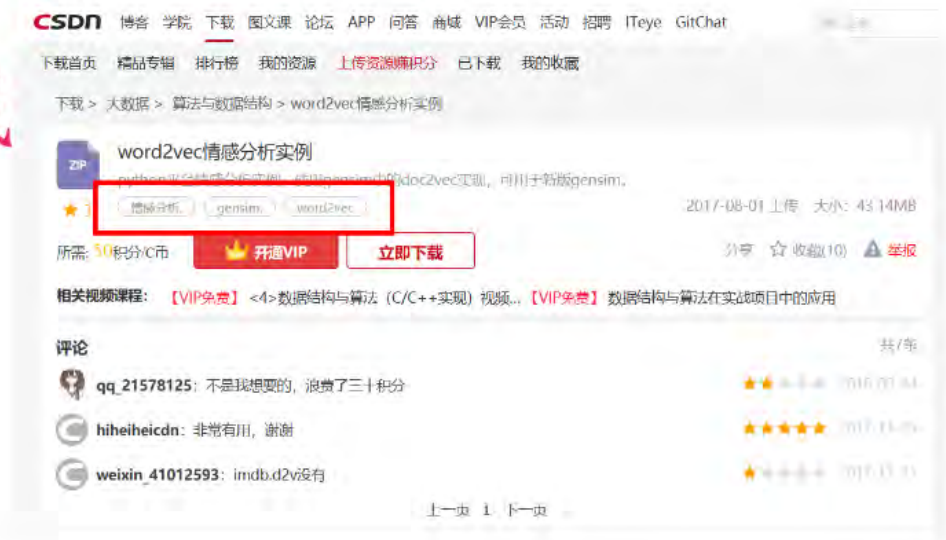 CSDN 博客 学院 下载 图文课 论坛 APP 问答 商城 VIP会员 活动 招聘 ITeye GitChat
下载首页 精品专辑 排行榜 我的资源 上传资源赚积分 已下载 我的收藏
下载 > 大数据 > 算法与数据结构 > word2vec情感分析实例
ZIP
word2vec情感分析实例
python平台情感分析实例，使用gensim中的doc2vec实现，可用于新版gensim。
情感分析 gensim word2vec
2017-08-01 上传 大小：43.14MB
所需: 50积分/C币 开通VIP 立即下载
分享 收藏(10) 举报
相关视频课程： 【VIP免费】 <4>数据结构与算法（C/C++实现）视频... 【VIP免费】 数据结构与算法在实战项目中的应用
评论 共7条
qq_21578125: 不是我想要的，浪费了三十积分
hiheiheicdn: 非常有用，谢谢
weixin_41012593: imdb.d2v没有
上一页 1 下一页